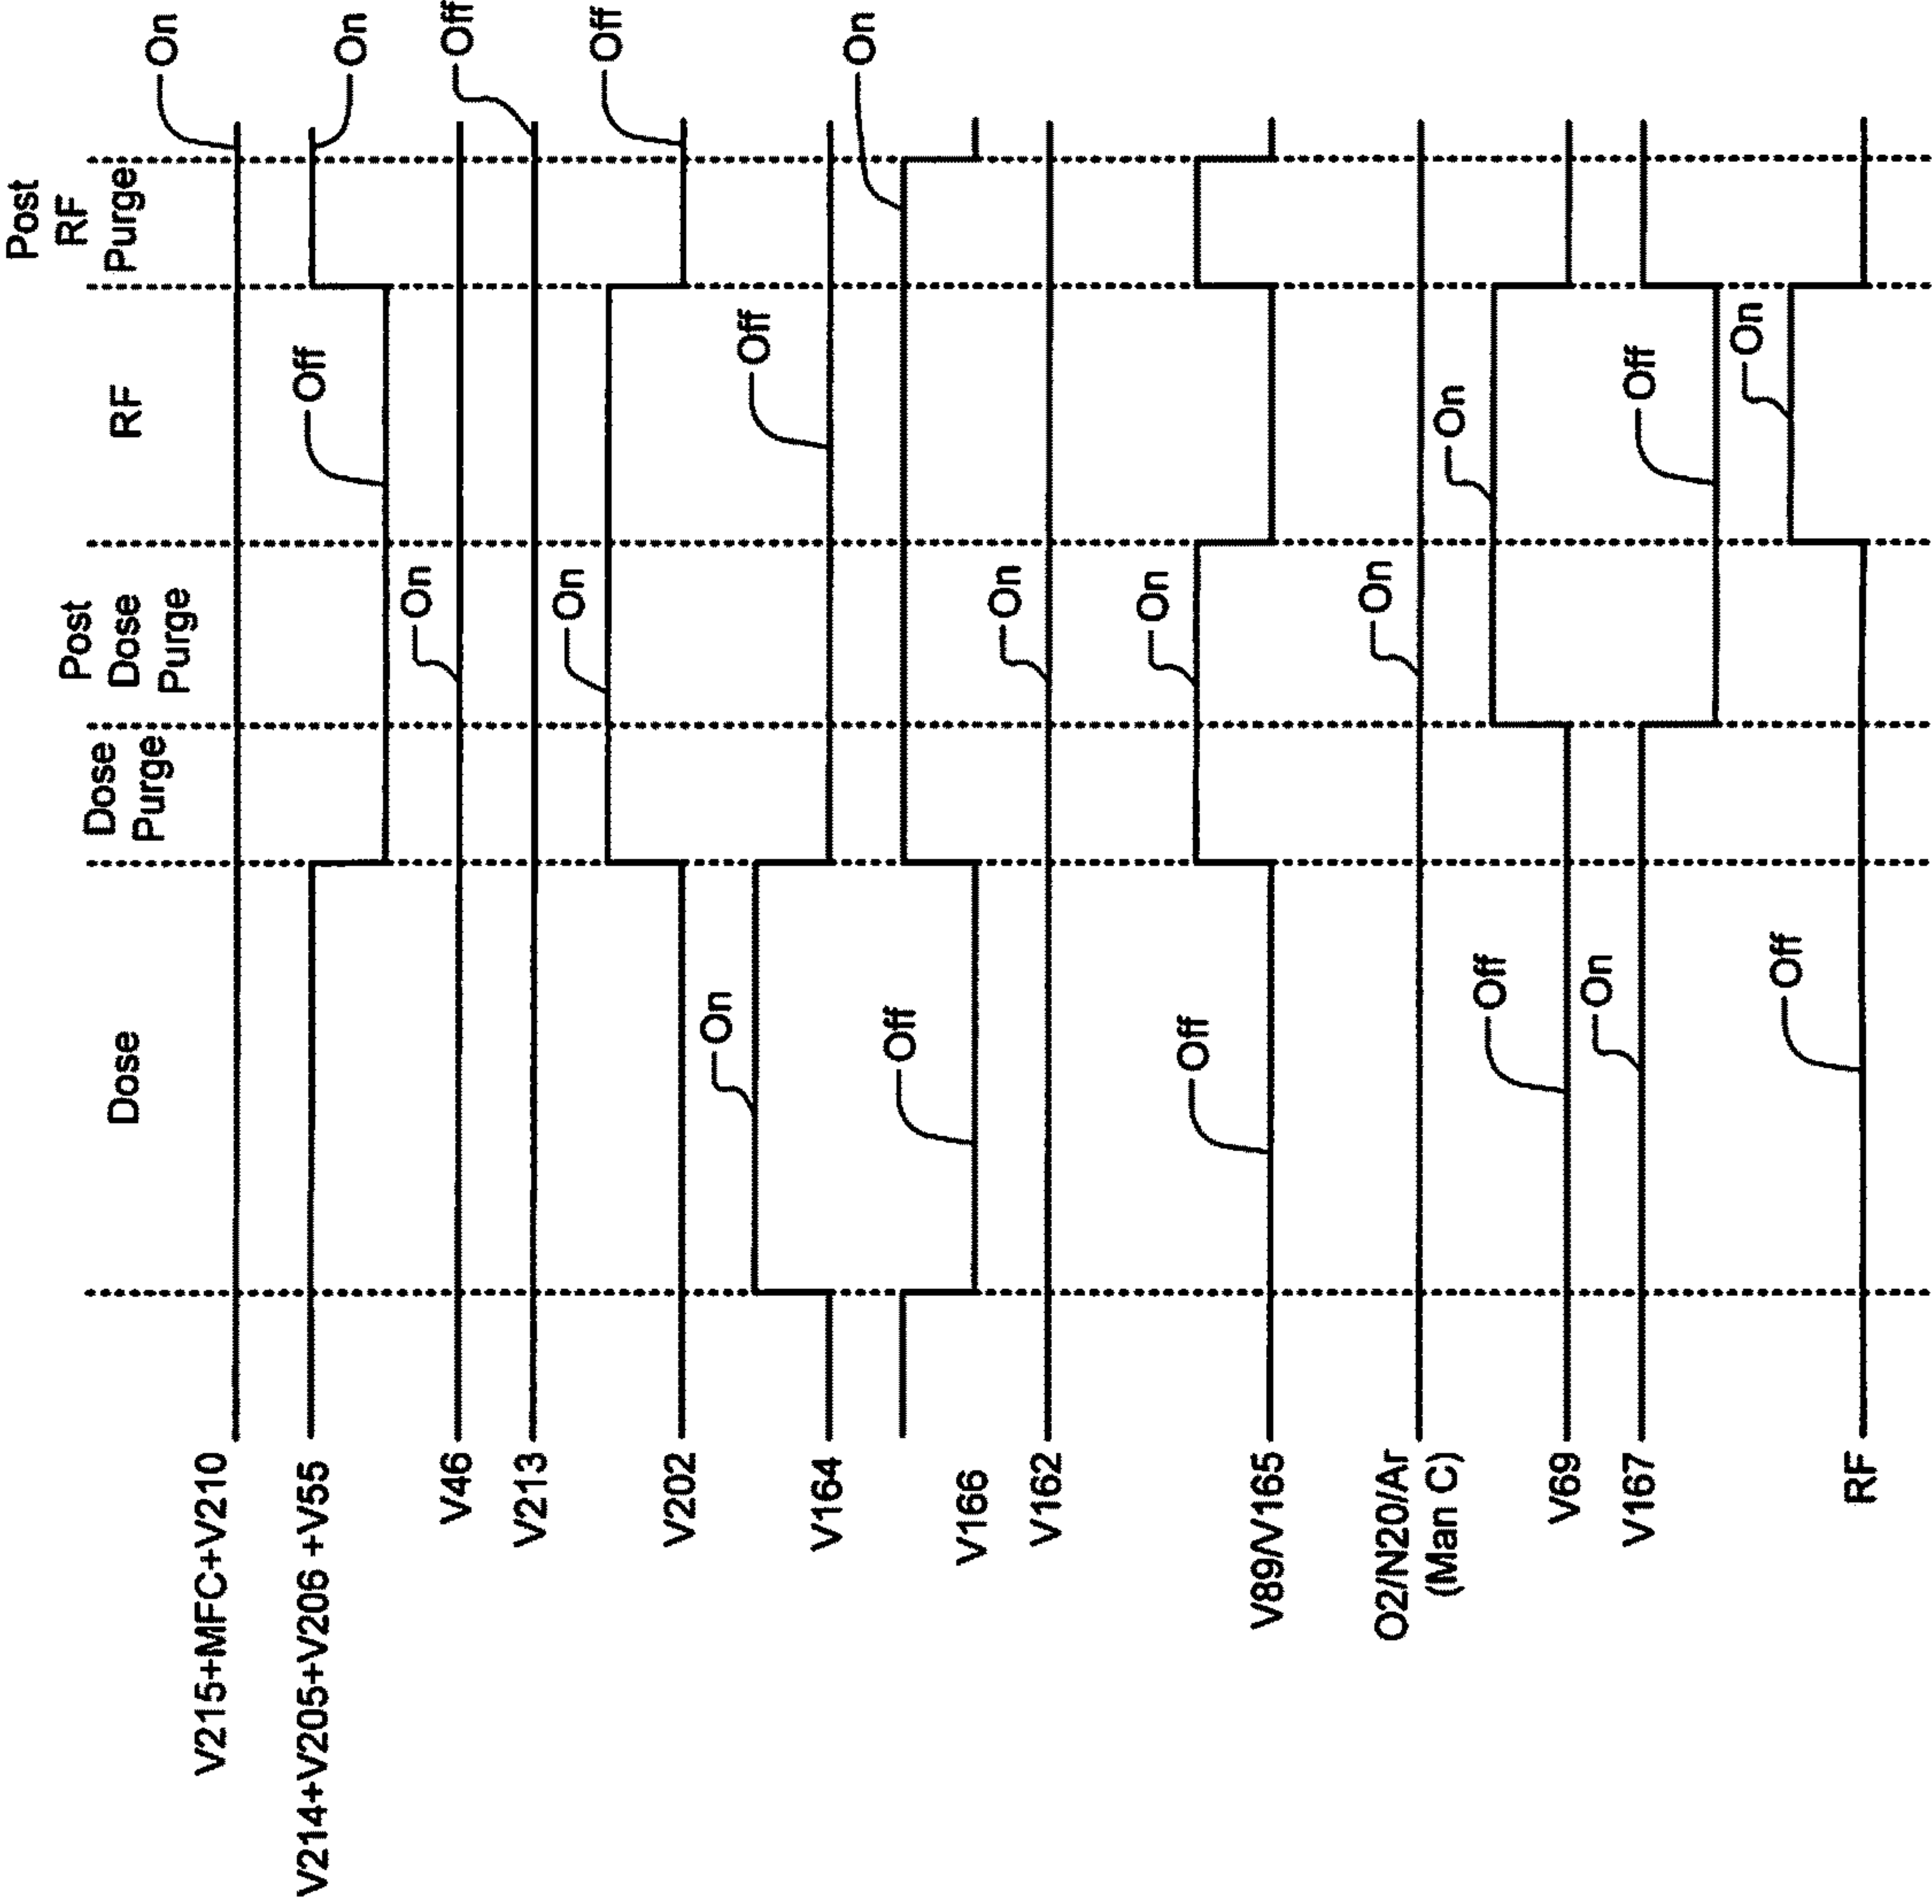 Dose
Dose
Purge
Post
Dose
Purge
RF
Post
RF
Purge
V215+MFC+V210
On
V214+V205+V206 +V55
Off
On
V46
On
V213
Off
V202
On
Off
V164
On
Off
V166
Off
On
V162
On
V89/V165
Off
On
O2/N20/Ar
(Man C)
On
V69
Off
On
V167
On
Off
RF
Off
On